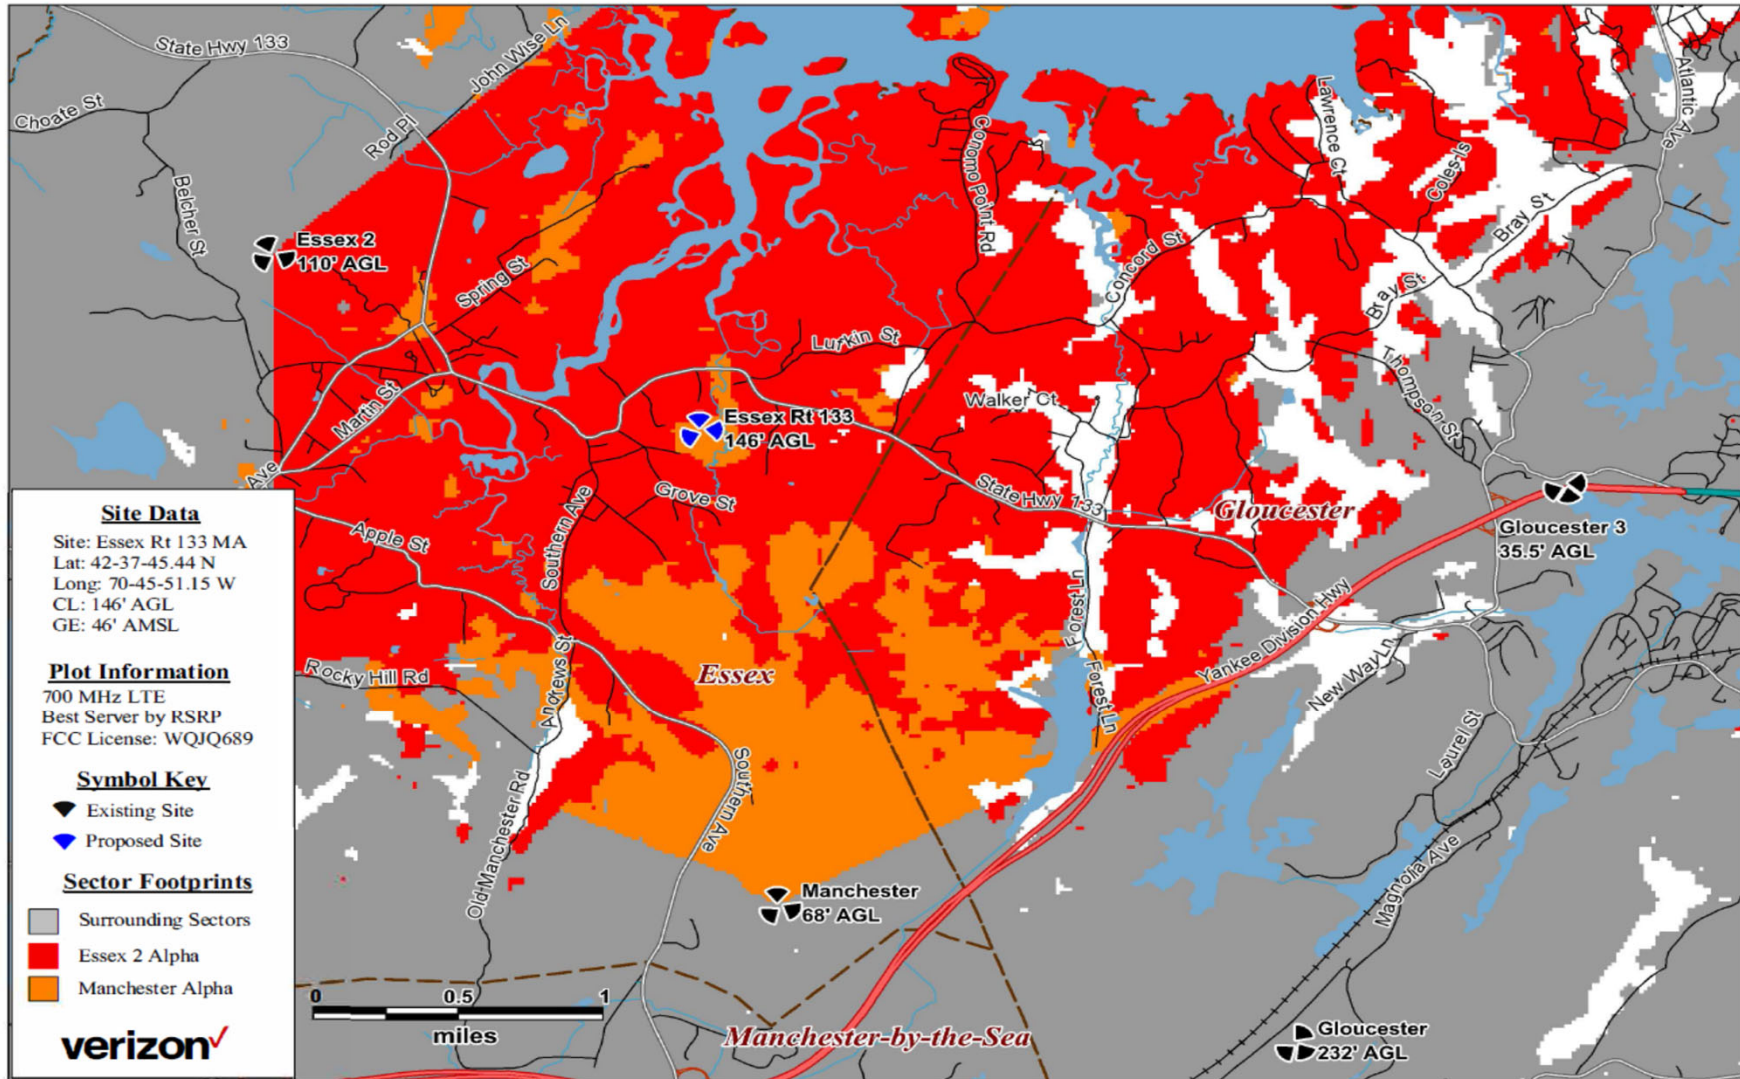 State Hwy 133
John Wise Ln
Choate St
Rod Pl
Belcher St
Essex 2
110' AGL
Spring St
Martin St
Ave
Conomo Point Rd
Lawrence Ct
Coles Is
Atlantic Ave
Bray St
Concord St
Bray St
Lufkin St
Thompson St
Walker Ct
Essex Rt 133
146' AGL
State Hwy 133
Gloucester
Gloucester 3
35.5' AGL
Grove St
Southern Ave
Apple St
Forest Ln
Forest Ln
Yankee Division Hwy
New Way Ln
Essex
Rocky Hill Rd
Andrews St
Old Manchester Rd
Southern Ave
Laurel St
Magnolia Ave
Manchester
68' AGL
Manchester-by-the-Sea
Gloucester
232' AGL
0 0.5 1
miles
Site Data
Site: Essex Rt 133 MA
Lat: 42-37-45.44 N
Long: 70-45-51.15 W
CL: 146' AGL
GE: 46' AMSL
Plot Information
700 MHz LTE
Best Server by RSRP
FCC License: WQJQ689
Symbol Key
Existing Site
Proposed Site
Sector Footprints
Surrounding Sectors
Essex 2 Alpha
Manchester Alpha
verizon